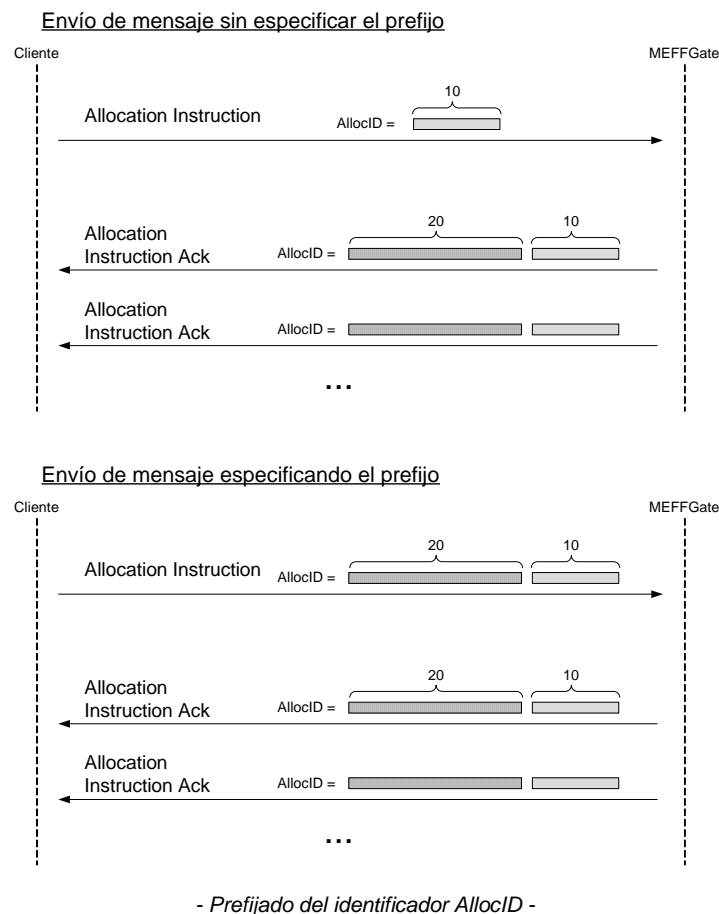 Envío de mensaje sin especificar el prefijo
Cliente
MEFFGate
10
Allocation Instruction
AllocID =
20
10
Allocation
Instruction Ack
AllocID =
Allocation
Instruction Ack
AllocID =
...
Envío de mensaje especificando el prefijo
Cliente
MEFFGate
20
10
Allocation Instruction
AllocID =
20
10
Allocation
Instruction Ack
AllocID =
Allocation
Instruction Ack
AllocID =
...
- Prefijado del identificador AllocID -